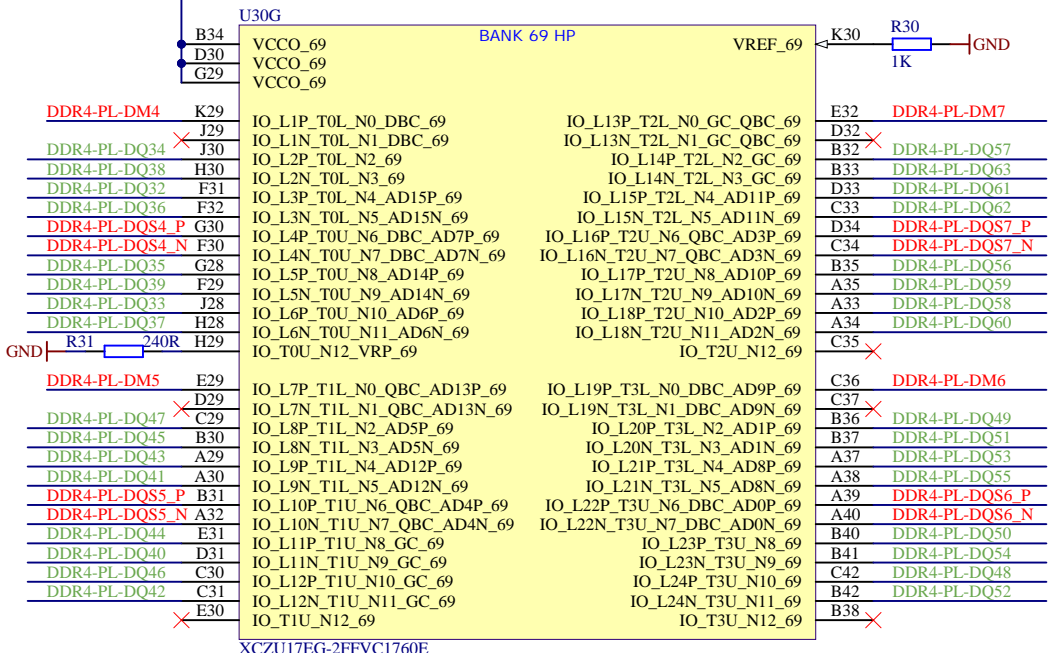 U30G
BANK 69 HP
B34 VCCO_69 VREF_69 K30 R30 1K GND
D30 VCCO_69
G29 VCCO_69
DDR4-PL-DM4 K29 IO_L1P_T0L_N0_DBC_69 IO_L13P_T2L_N0_GC_QBC_69 E32 DDR4-PL-DM7
J29 IO_L1N_T0L_N1_DBC_69 IO_L13N_T2L_N1_GC_QBC_69 D32
DDR4-PL-DQ34 J30 IO_L2P_T0L_N2_69 IO_L14P_T2L_N2_GC_69 B32 DDR4-PL-DQ57
DDR4-PL-DQ38 H30 IO_L2N_T0L_N3_69 IO_L14N_T2L_N3_GC_69 B33 DDR4-PL-DQ63
DDR4-PL-DQ32 F31 IO_L3P_T0L_N4_AD15P_69 IO_L15P_T2L_N4_AD11P_69 D33 DDR4-PL-DQ61
DDR4-PL-DQ36 F32 IO_L3N_T0L_N5_AD15N_69 IO_L15N_T2L_N5_AD11N_69 C33 DDR4-PL-DQ62
DDR4-PL-DQS4_P G30 IO_L4P_T0U_N6_DBC_AD7P_69 IO_L16P_T2U_N6_QBC_AD3P_69 D34 DDR4-PL-DQS7_P
DDR4-PL-DQS4_N F30 IO_L4N_T0U_N7_DBC_AD7N_69 IO_L16N_T2U_N7_QBC_AD3N_69 C34 DDR4-PL-DQS7_N
DDR4-PL-DQ35 G28 IO_L5P_T0U_N8_AD14P_69 IO_L17P_T2U_N8_AD10P_69 B35 DDR4-PL-DQ56
DDR4-PL-DQ39 F29 IO_L5N_T0U_N9_AD14N_69 IO_L17N_T2U_N9_AD10N_69 A35 DDR4-PL-DQ59
DDR4-PL-DQ33 J28 IO_L6P_T0U_N10_AD6P_69 IO_L18P_T2U_N10_AD2P_69 A33 DDR4-PL-DQ58
DDR4-PL-DQ37 H28 IO_L6N_T0U_N11_AD6N_69 IO_L18N_T2U_N11_AD2N_69 A34 DDR4-PL-DQ60
GND R31 240R H29 IO_T0U_N12_VRP_69 IO_T2U_N12_69 C35
DDR4-PL-DM5 E29 IO_L7P_T1L_N0_QBC_AD13P_69 IO_L19P_T3L_N0_DBC_AD9P_69 C36 DDR4-PL-DM6
D29 IO_L7N_T1L_N1_QBC_AD13N_69 IO_L19N_T3L_N1_DBC_AD9N_69 C37
DDR4-PL-DQ47 C29 IO_L8P_T1L_N2_AD5P_69 IO_L20P_T3L_N2_AD1P_69 B36 DDR4-PL-DQ49
DDR4-PL-DQ45 B30 IO_L8N_T1L_N3_AD5N_69 IO_L20N_T3L_N3_AD1N_69 B37 DDR4-PL-DQ51
DDR4-PL-DQ43 A29 IO_L9P_T1L_N4_AD12P_69 IO_L21P_T3L_N4_AD8P_69 A37 DDR4-PL-DQ53
DDR4-PL-DQ41 A30 IO_L9N_T1L_N5_AD12N_69 IO_L21N_T3L_N5_AD8N_69 A38 DDR4-PL-DQ55
DDR4-PL-DQS5_P B31 IO_L10P_T1U_N6_QBC_AD4P_69 IO_L22P_T3U_N6_DBC_AD0P_69 A39 DDR4-PL-DQS6_P
DDR4-PL-DQS5_N A32 IO_L10N_T1U_N7_QBC_AD4N_69 IO_L22N_T3U_N7_DBC_AD0N_69 A40 DDR4-PL-DQS6_N
DDR4-PL-DQ44 E31 IO_L11P_T1U_N8_GC_69 IO_L23P_T3U_N8_69 B40 DDR4-PL-DQ50
DDR4-PL-DQ40 D31 IO_L11N_T1U_N9_GC_69 IO_L23N_T3U_N9_69 B41 DDR4-PL-DQ54
DDR4-PL-DQ46 C30 IO_L12P_T1U_N10_GC_69 IO_L24P_T3U_N10_69 C42 DDR4-PL-DQ48
DDR4-PL-DQ42 C31 IO_L12N_T1U_N11_GC_69 IO_L24N_T3U_N11_69 B42 DDR4-PL-DQ52
E30 IO_T1U_N12_69 IO_T3U_N12_69 B38
XCZU17EG-2FFVC1760E